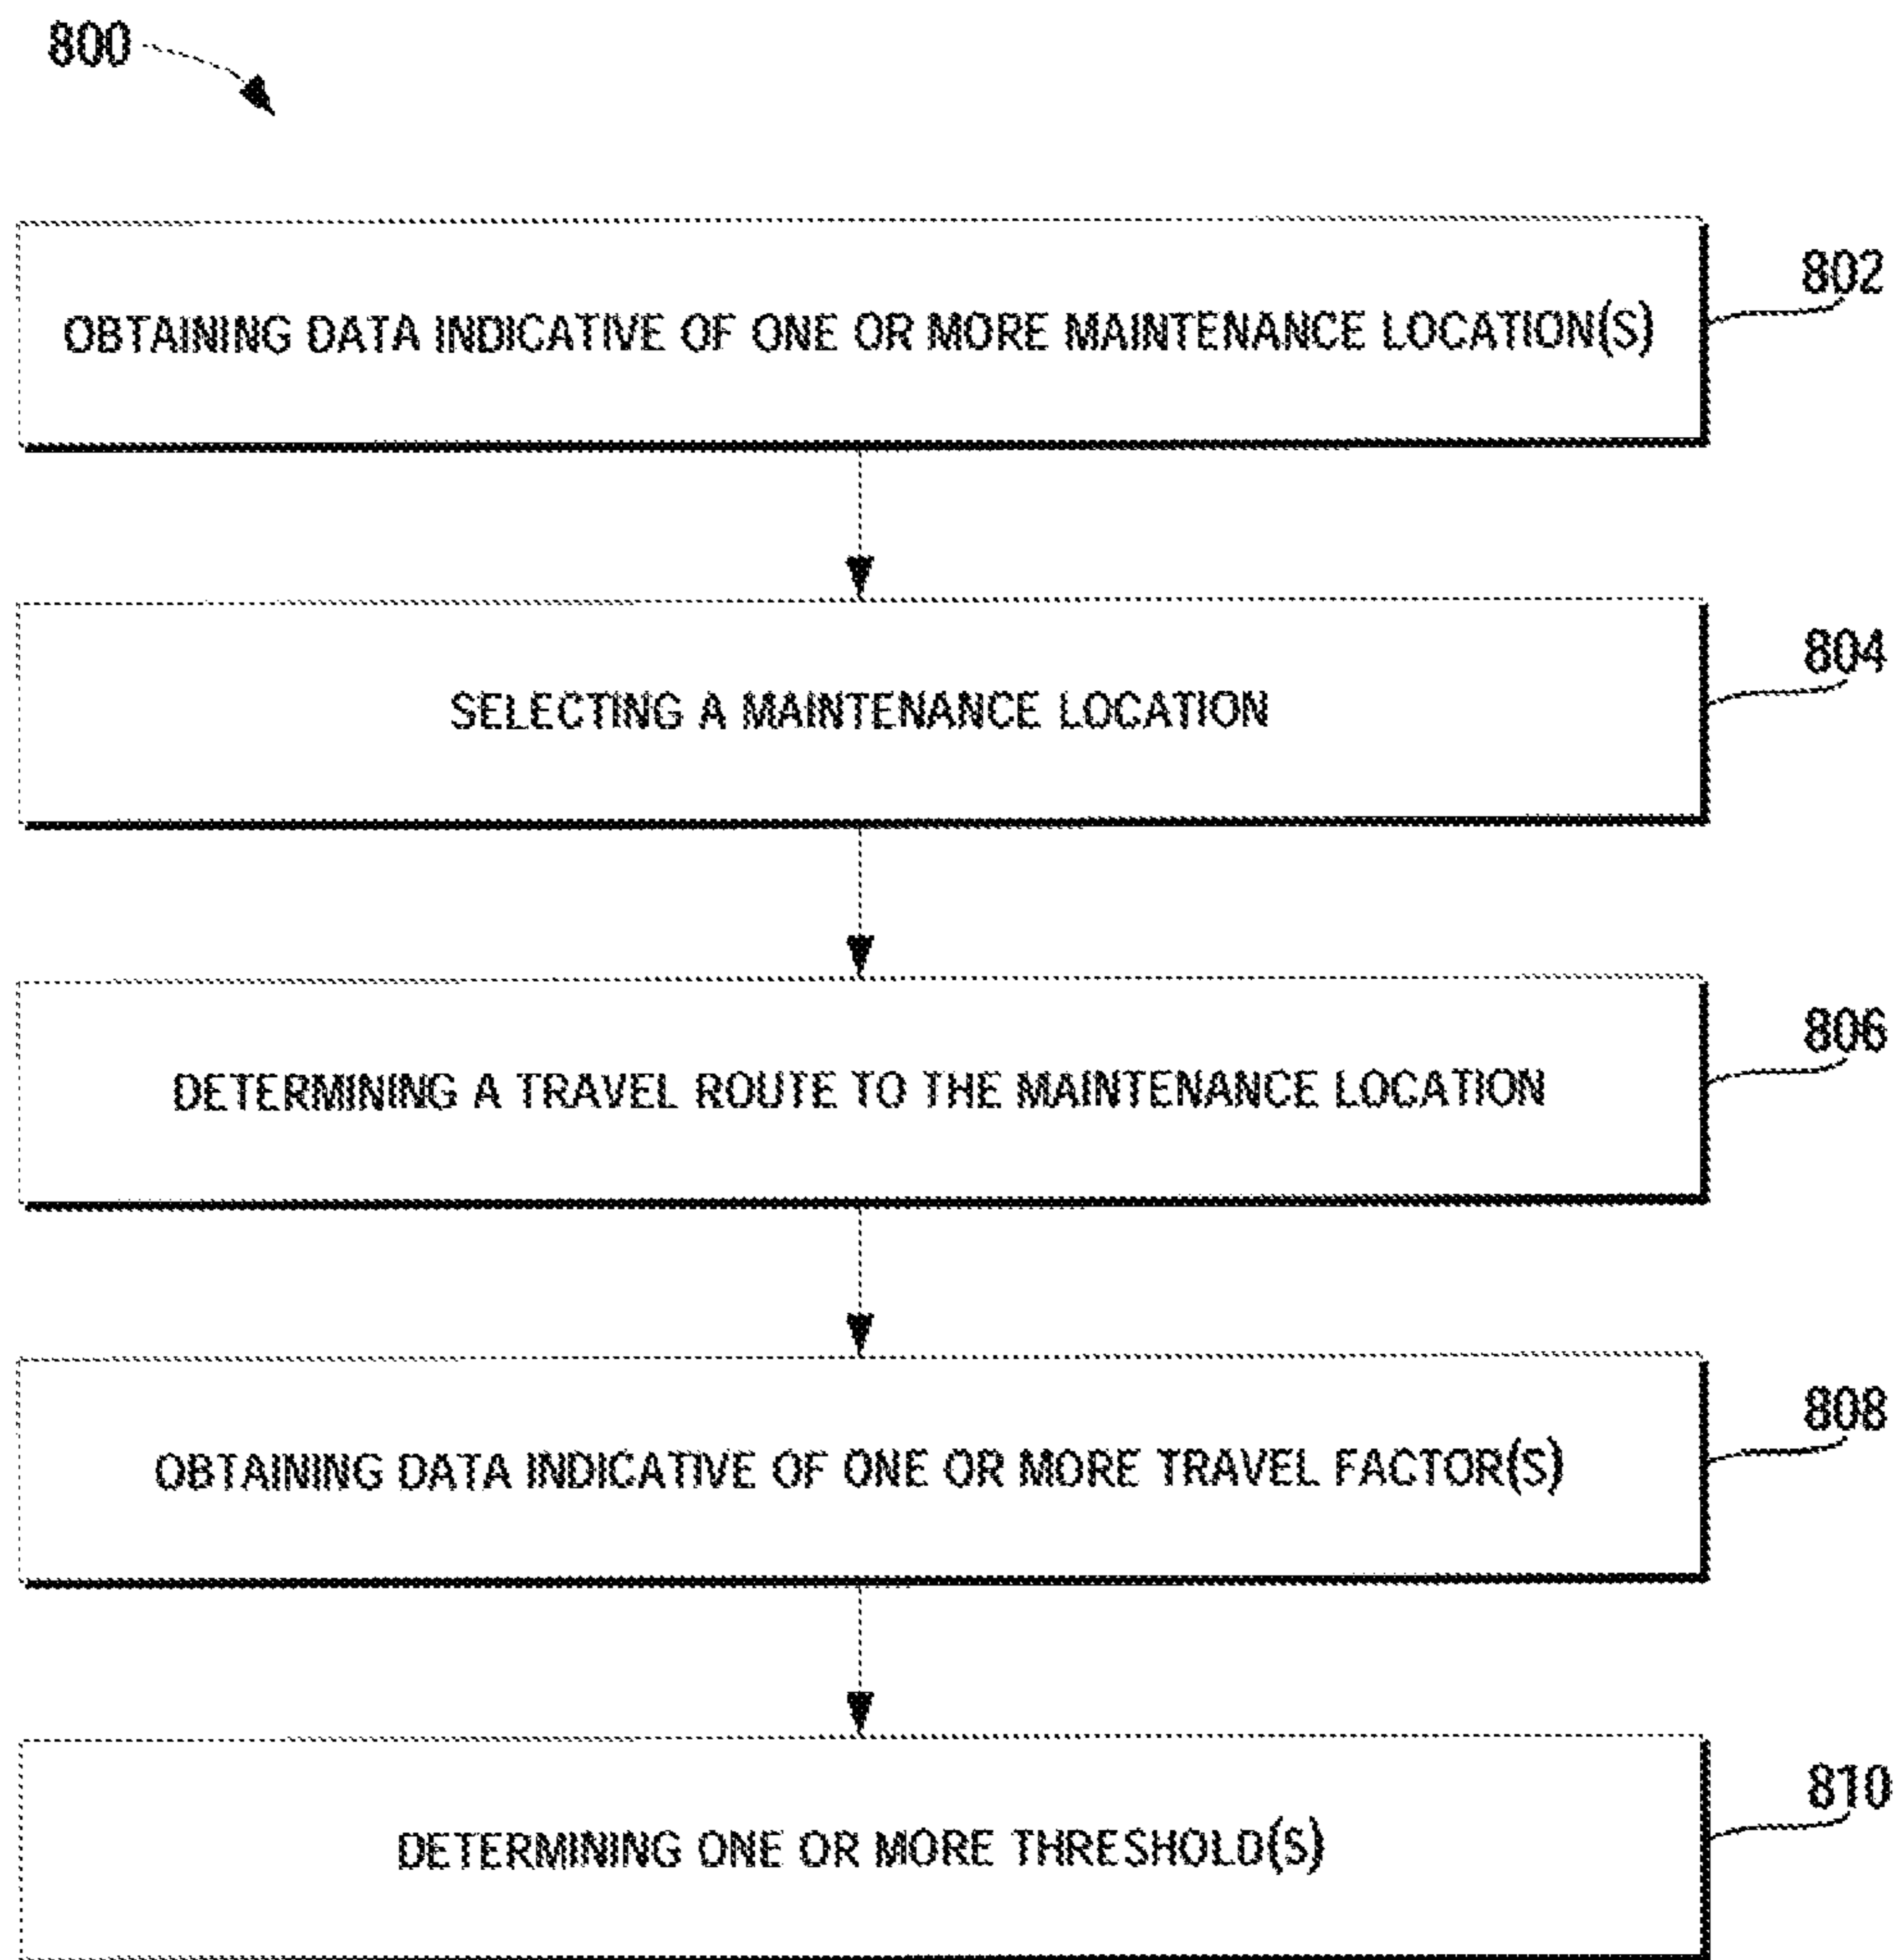 800
OBTAINING DATA INDICATIVE OF ONE OR MORE MAINTENANCE LOCATION(S)
802
SELECTING A MAINTENANCE LOCATION
804
DETERMINING A TRAVEL ROUTE TO THE MAINTENANCE LOCATION
806
OBTAINING DATA INDICATIVE OF ONE OR MORE TRAVEL FACTOR(S)
808
DETERMINING ONE OR MORE THRESHOLD(S)
810